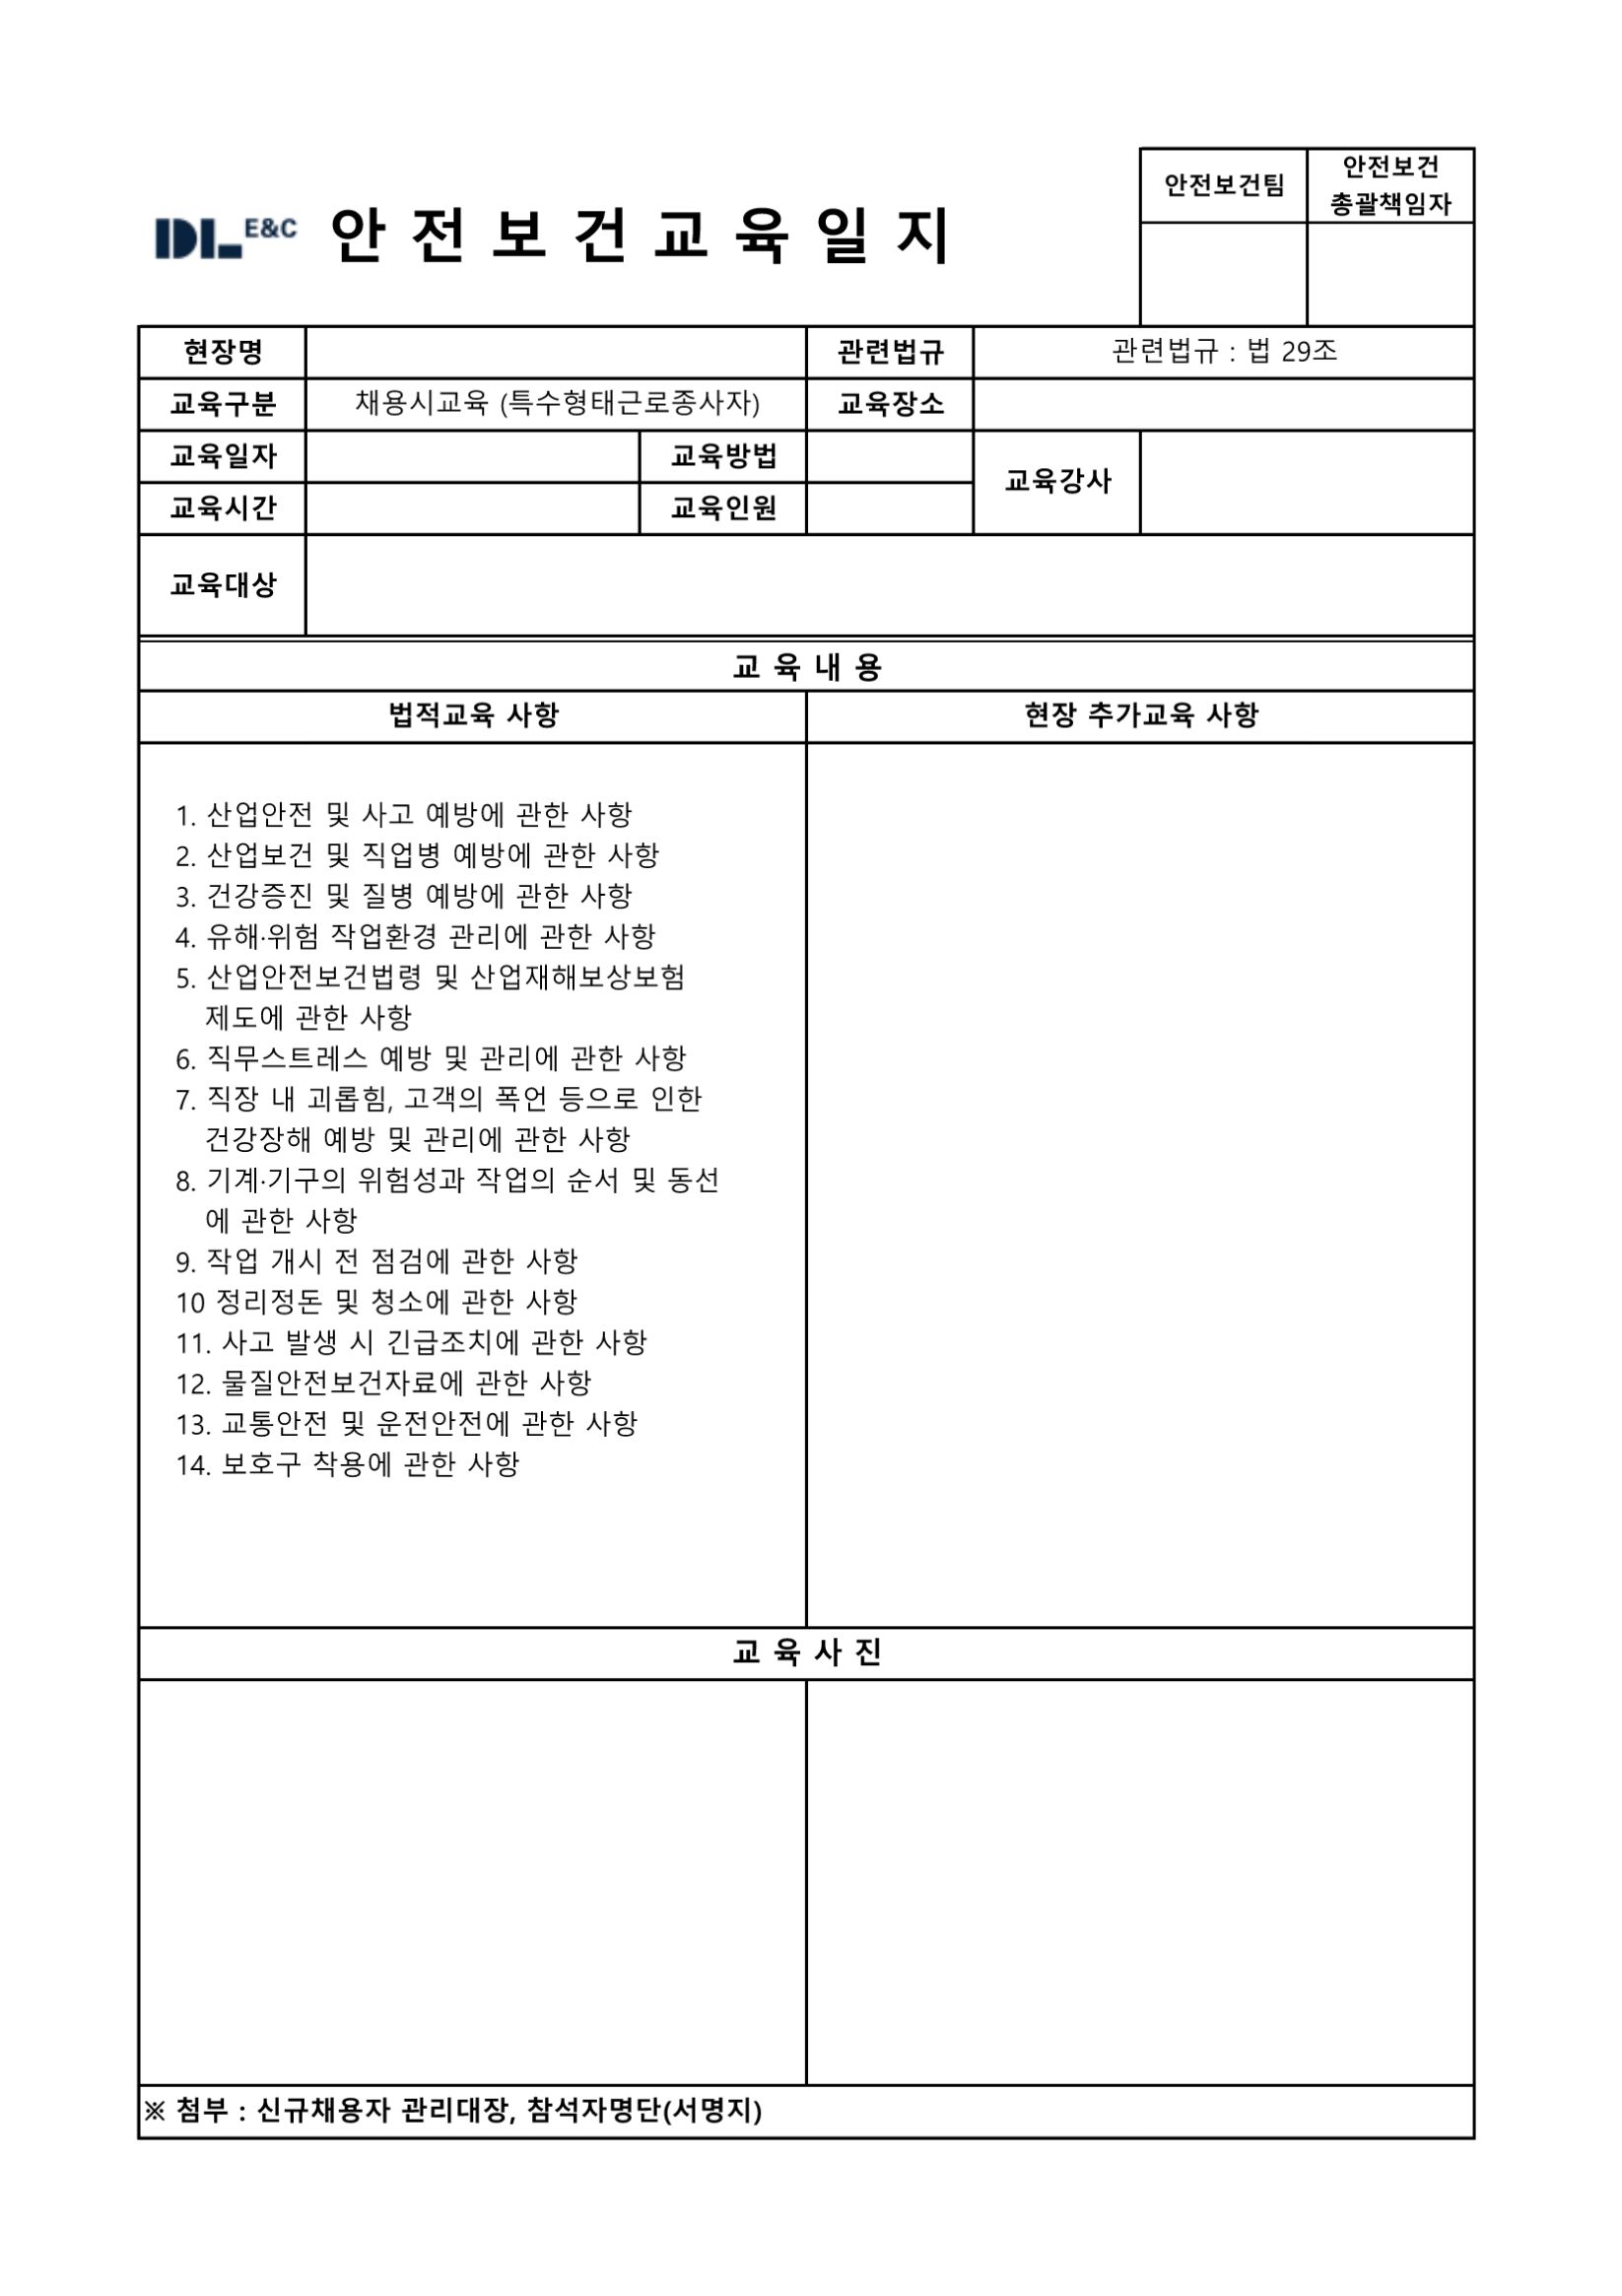 안전보건팀
안전보건
총괄책임자
DL E&C 안 전 보 건 교 육 일 지
현장명 관련법규 관련법규 : 법 29조
교육구분 채용시교육 (특수형태근로종사자) 교육장소
교육일자 교육방법 교육강사
교육시간 교육인원
교육대상
교 육 내 용
법적교육 사항 현장 추가교육 사항
1. 산업안전 및 사고 예방에 관한 사항
2. 산업보건 및 직업병 예방에 관한 사항
3. 건강증진 및 질병 예방에 관한 사항
4. 유해·위험 작업환경 관리에 관한 사항
5. 산업안전보건법령 및 산업재해보상보험
제도에 관한 사항
6. 직무스트레스 예방 및 관리에 관한 사항
7. 직장 내 괴롭힘, 고객의 폭언 등으로 인한
건강장해 예방 및 관리에 관한 사항
8. 기계·기구의 위험성과 작업의 순서 및 동선
에 관한 사항
9. 작업 개시 전 점검에 관한 사항
10 정리정돈 및 청소에 관한 사항
11. 사고 발생 시 긴급조치에 관한 사항
12. 물질안전보건자료에 관한 사항
13. 교통안전 및 운전안전에 관한 사항
14. 보호구 착용에 관한 사항
교 육 사 진
※ 첨부 : 신규채용자 관리대장, 참석자명단(서명지)